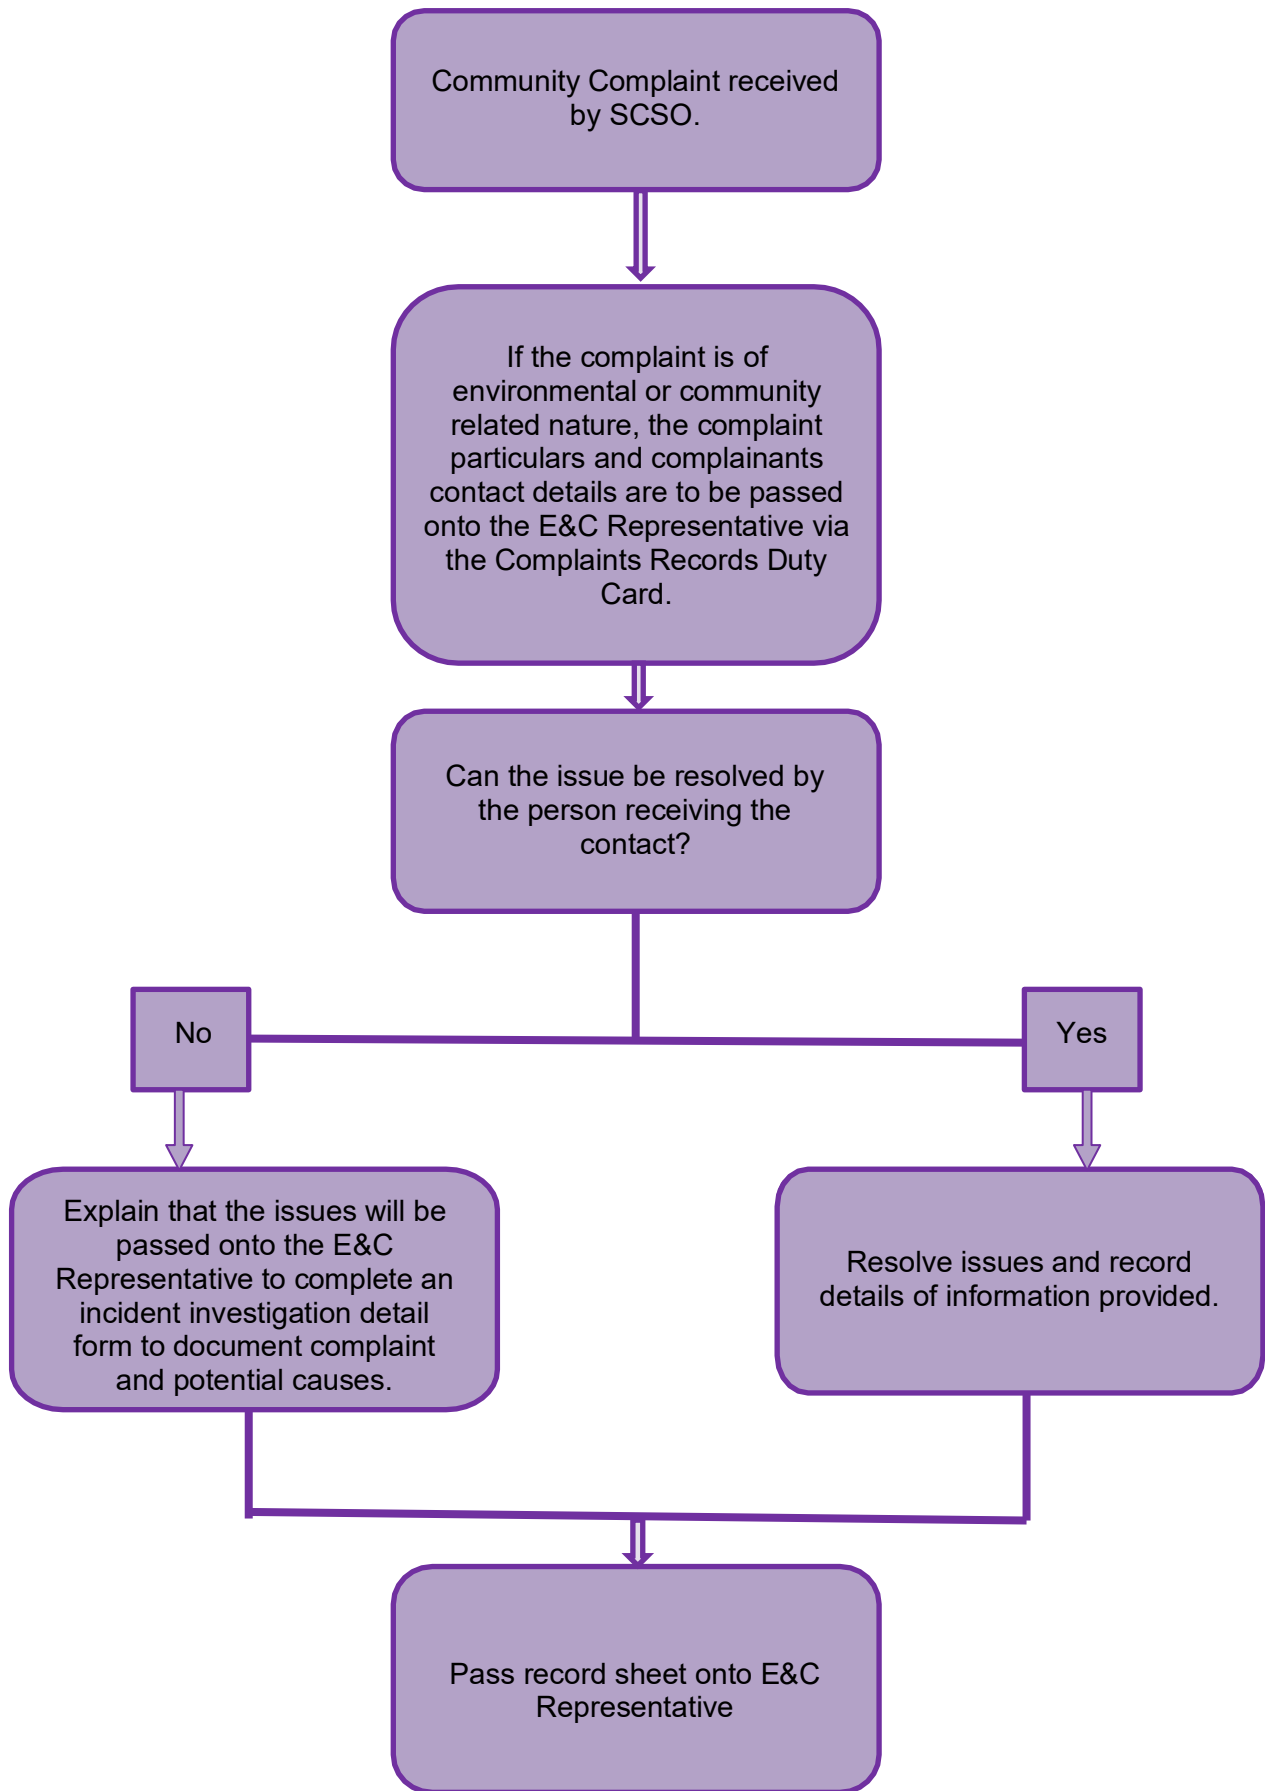 Community Complaint received
by SCSO.
If the complaint is of
environmental or community
related nature, the complaint
particulars and complainants
contact details are to be passed
onto the E&C Representative via
the Complaints Records Duty
Card.
Can the issue be resolved by
the person receiving the
contact?
No
Yes
Explain that the issues will be
passed onto the E&C
Representative to complete an
incident investigation detail
form to document complaint
and potential causes.
Resolve issues and record
details of information provided.
Pass record sheet onto E&C
Representative